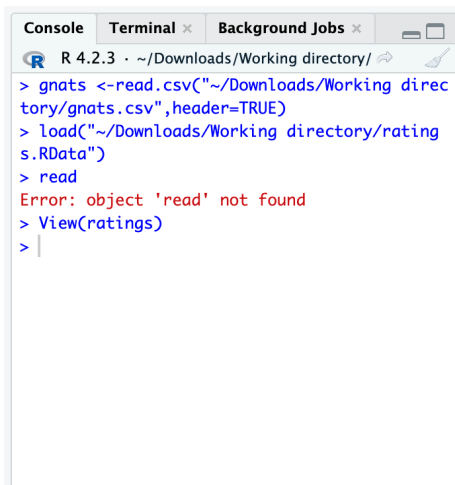 Console Terminal × Background Jobs ×
R R 4.2.3 · ~/Downloads/Working directory/
> gnats <-read.csv("~/Downloads/Working direc
tory/gnats.csv",header=TRUE)
> load("~/Downloads/Working directory/rating
s.RData")
> read
Error: object 'read' not found
> View(ratings)
>